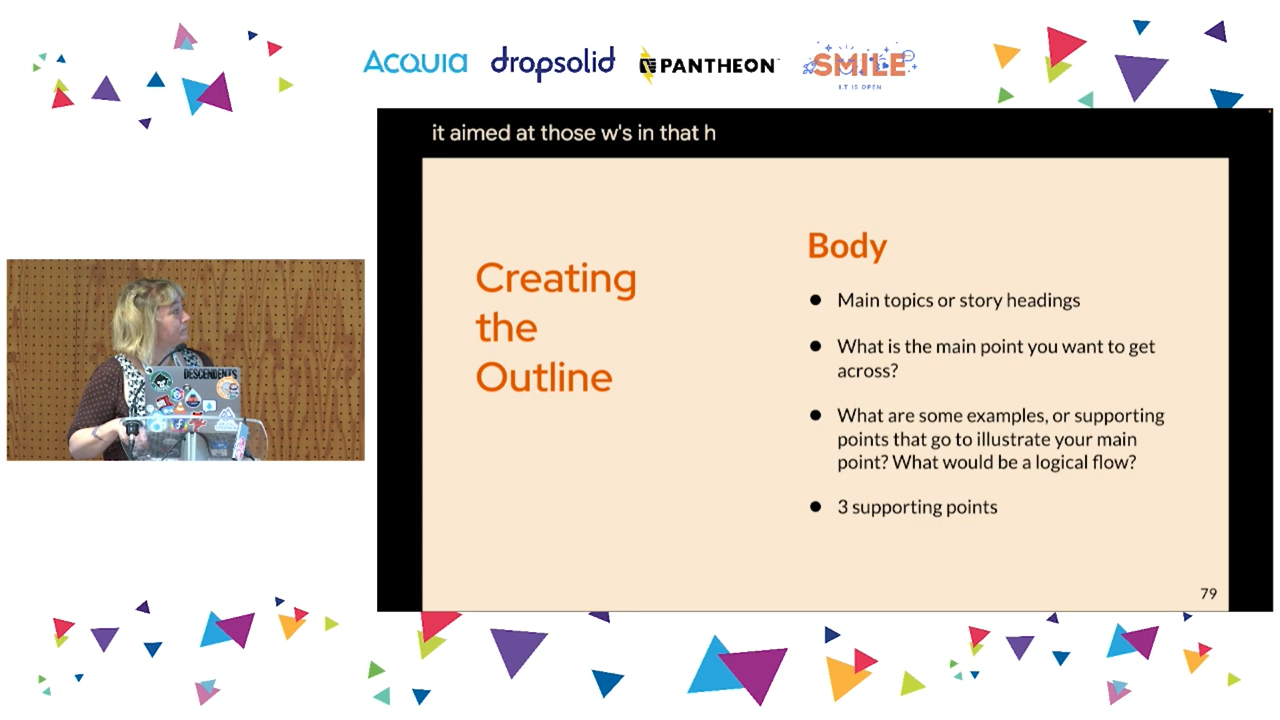 ACQUIA
dropsolid
PANTHEON
SMILE
I.T IS OPEN
it aimed at those w's in that h
Creating
the
Outline
Body
● Main topics or story headings
● What is the main point you want to get
across?
● What are some examples, or supporting
points that go to illustrate your main
point? What would be a logical flow?
● 3 supporting points
79
DESCENDENTS